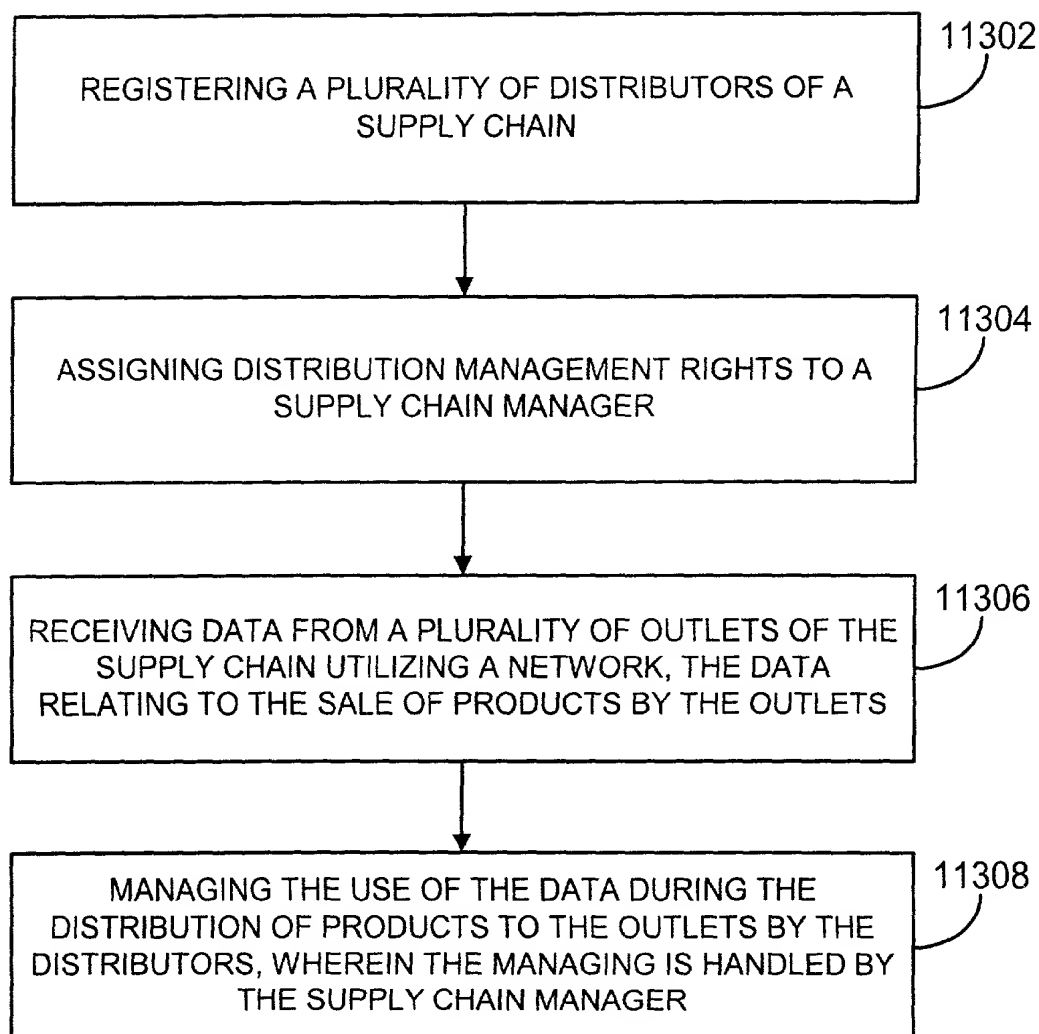 11302
REGISTERING A PLURALITY OF DISTRIBUTORS OF A
SUPPLY CHAIN
11304
ASSIGNING DISTRIBUTION MANAGEMENT RIGHTS TO A
SUPPLY CHAIN MANAGER
11306
RECEIVING DATA FROM A PLURALITY OF OUTLETS OF THE
SUPPLY CHAIN UTILIZING A NETWORK, THE DATA
RELATING TO THE SALE OF PRODUCTS BY THE OUTLETS
11308
MANAGING THE USE OF THE DATA DURING THE
DISTRIBUTION OF PRODUCTS TO THE OUTLETS BY THE
DISTRIBUTORS, WHEREIN THE MANAGING IS HANDLED BY
THE SUPPLY CHAIN MANAGER